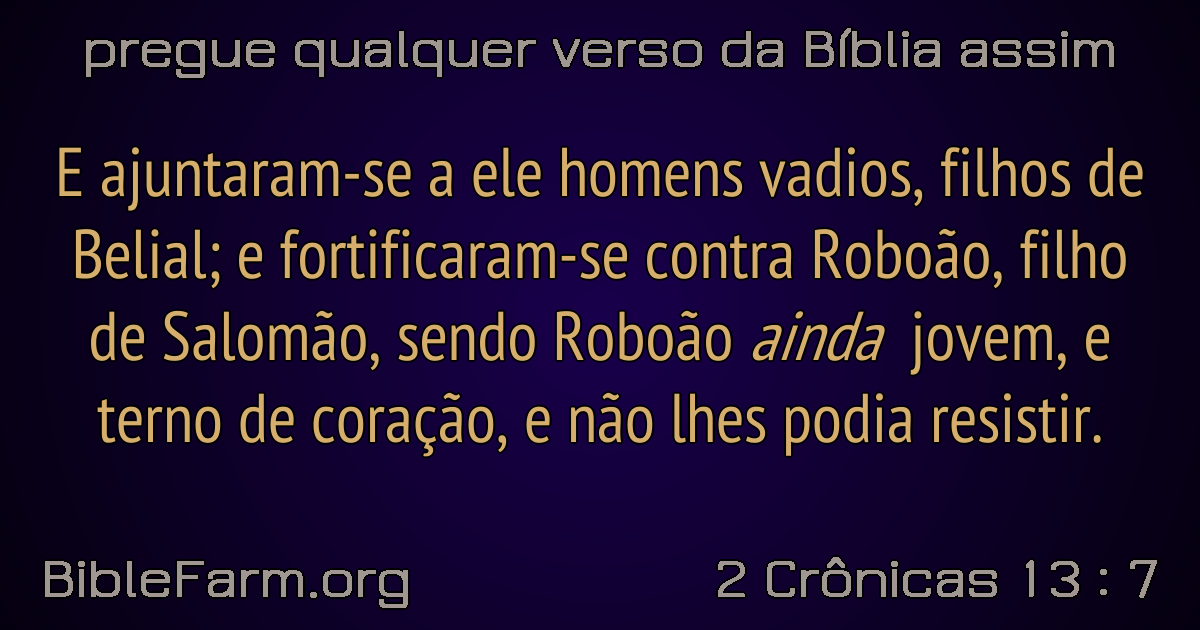 pregue qualquer verso da Bíblia assim
E ajuntaram-se a ele homens vadios, filhos de
Belial; e fortificaram-se contra Roboão, filho
de Salomão, sendo Roboão ainda jovem, e
terno de coração, e não lhes podia resistir.
BibleFarm.org
2 Crônicas 13 : 7